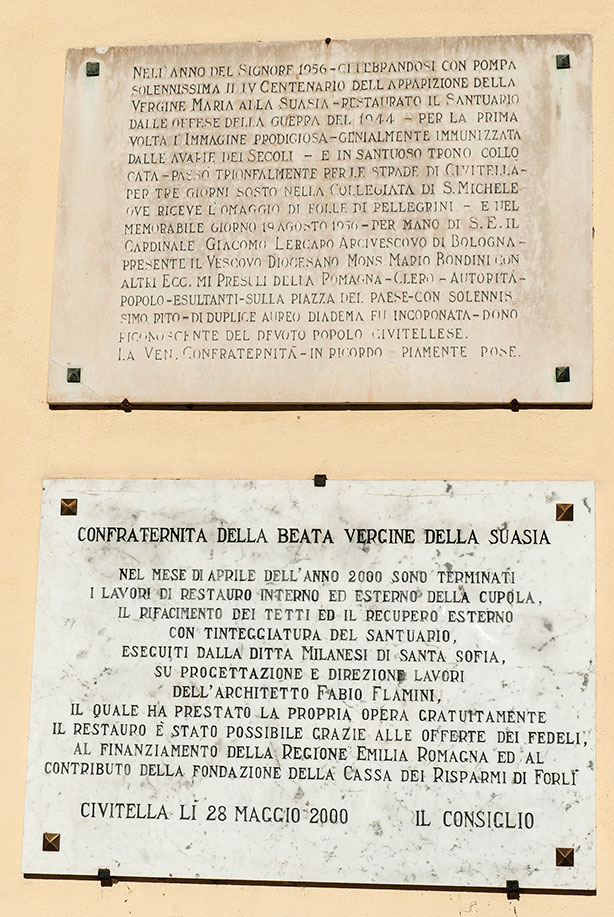 NELL'ANNO DEL SIGNORE 1956 - CELEBRANDOSI CON POMPA
SOLENNISSIMA IL IV CENTENARIO DELL'APPARIZIONE DELLA
VERGINE MARIA ALLA SUASIA - RESTAURATO IL SANTUARIO
DALLE OFFESE DELLA GUERRA DEL 1944 - PER LA PRIMA
VOLTA L'IMMAGINE PRODIGIOSA - GENIALMENTE IMMUNIZZATA
DALLE AVARIE DEI SECOLI - E IN SANTUOSO TRONO COLLO
CATA - PASSÒ TRIONFALMENTE PER LE STRADE DI CIVITELLA -
PER TRE GIORNI SOSTÒ NELLA COLLEGIATA DI S. MICHELE
OVE RICEVE L'OMAGGIO DI FOLLE DI PELLEGRINI - E NEL
MEMORABILE GIORNO 19 AGOSTO 1956 - PER MANO DI S. E. IL
CARDINALE GIACOMO LERCARO ARCIVESCOVO DI BOLOGNA -
PRESENTE IL VESCOVO DIOCESANO MONS. MARIO BONDINI CON
ALTRI ECC. MI PRESULI DELLA ROMAGNA - CLERO - AUTORITÀ -
POPOLO - ESULTANTI - SULLA PIAZZA DEL PAESE - CON SOLENNIS
SIMO RITO - DI DUPLICE AUREO DIADEMA FU INCORONATA - DONO
RICONOSCENTE DEL DEVOTO POPOLO CIVITELLESE.
LA VEN. CONFRATERNITÀ - IN RICORDO - PIAMENTE POSE.
CONFRATERNITA DELLA BEATA VERGINE DELLA SUASIA
NEL MESE DI APRILE DELL'ANNO 2000 SONO TERMINATI
I LAVORI DI RESTAURO INTERNO ED ESTERNO DELLA CUPOLA,
IL RIFACIMENTO DEI TETTI ED IL RECUPERO ESTERNO
CON TINTEGGIATURA DEL SANTUARIO,
ESEGUITI DALLA DITTA MILANESI DI SANTA SOFIA,
SU PROGETTAZIONE E DIREZIONE LAVORI
DELL'ARCHITETTO FABIO FLAMINI,
IL QUALE HA PRESTATO LA PROPRIA OPERA GRATUITAMENTE
IL RESTAURO È STATO POSSIBILE GRAZIE ALLE OFFERTE DEI FEDELI,
AL FINANZIAMENTO DELLA REGIONE EMILIA ROMAGNA ED AL
CONTRIBUTO DELLA FONDAZIONE DELLA CASSA DEI RISPARMI DI FORLÌ
CIVITELLA LÌ 28 MAGGIO 2000 IL CONSIGLIO